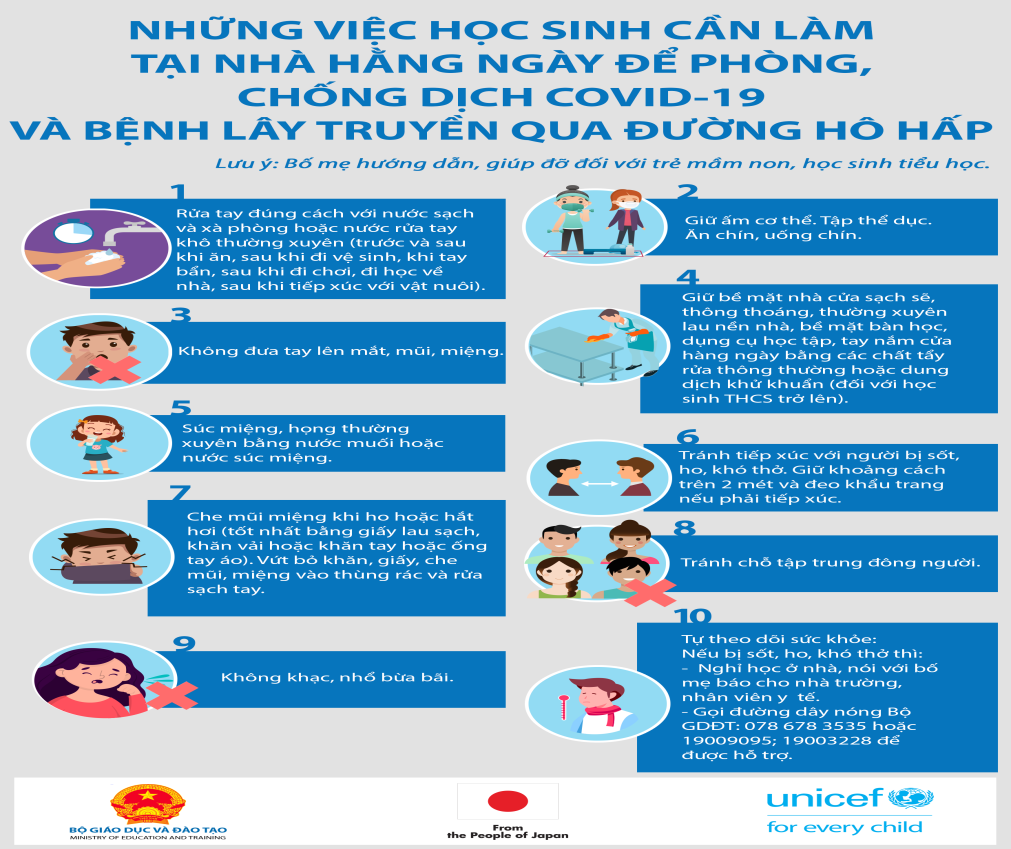 NHỮNG VIỆC HỌC SINH CẦN LÀM
TẠI NHÀ HẰNG NGÀY ĐỂ PHÒNG,
CHỐNG DỊCH COVID-19
VÀ BỆNH LÂY TRUYỀN QUA ĐƯỜNG HÔ HẤP
Lưu ý: Bố mẹ hướng dẫn, giúp đỡ đối với trẻ mầm non, học sinh tiểu học.
1
Rửa tay đúng cách với nước sạch
và xà phòng hoặc nước rửa tay
khô thường xuyên (trước và sau
khi ăn, sau khi đi vệ sinh, khi tay
bẩn, sau khi đi chơi, đi học về
nhà, sau khi tiếp xúc với vật nuôi).
2
Giữ ấm cơ thể. Tập thể dục.
Ăn chín, uống chín.
3
Không đưa tay lên mắt, mũi, miệng.
4
Giữ bề mặt nhà cửa sạch sẽ,
thông thoáng, thường xuyên
lau nền nhà, bề mặt bàn học,
dụng cụ học tập, tay nắm cửa
hàng ngày bằng các chất tẩy
rửa thông thường hoặc dung
dịch khử khuẩn (đối với học
sinh THCS trở lên).
5
Súc miệng, họng thường
xuyên bằng nước muối hoặc
nước súc miệng.
6
Tránh tiếp xúc với người bị sốt,
ho, khó thở. Giữ khoảng cách
trên 2 mét và đeo khẩu trang
nếu phải tiếp xúc.
7
Che mũi miệng khi ho hoặc hắt
hơi (tốt nhất bằng giấy lau sạch,
khăn vải hoặc khăn tay hoặc ống
tay áo). Vứt bỏ khăn, giấy, che
mũi, miệng vào thùng rác và rửa
sạch tay.
8
Tránh chỗ tập trung đông người.
9
Không khạc, nhổ bừa bãi.
10
Tự theo dõi sức khỏe:
Nếu bị sốt, ho, khó thở thì:
- Nghỉ học ở nhà, nói với bố
mẹ báo cho nhà trường,
nhân viên y tế.
- Gọi đường dây nóng Bộ
GDĐT: 078 678 3535 hoặc
19009095; 19003228 để
được hỗ trợ.
BỘ GIÁO DỤC VÀ ĐÀO TẠO
MINISTRY OF EDUCATION AND TRAINING
From
the People of Japan
unicef
for every child